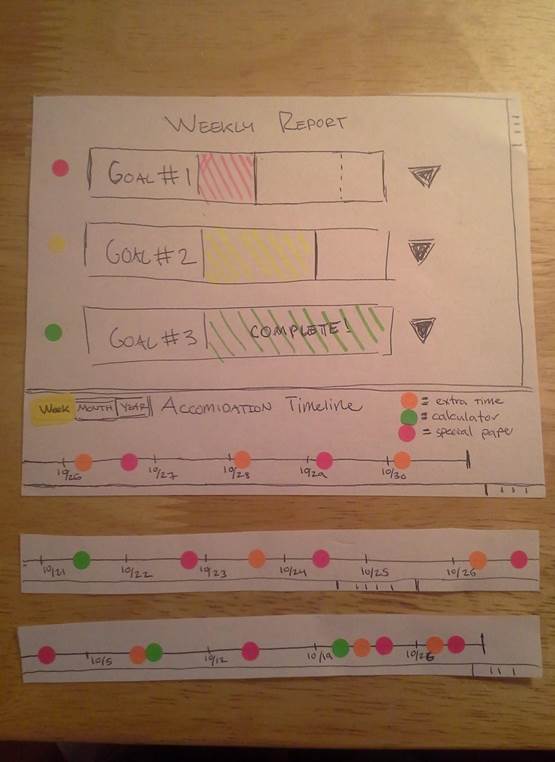 WEEKLY REPORT
GOAL #1
GOAL #2
GOAL #3 COMPLETE!
WEEK MONTH YEAR ACCOMIDATION TIMELINE
= extra time
= calculator
= special paper
10/26 10/27 10/28 10/29 10/30
10/21 10/22 10/23 10/24 10/25 10/26
10/5 10/12 10/19 10/26